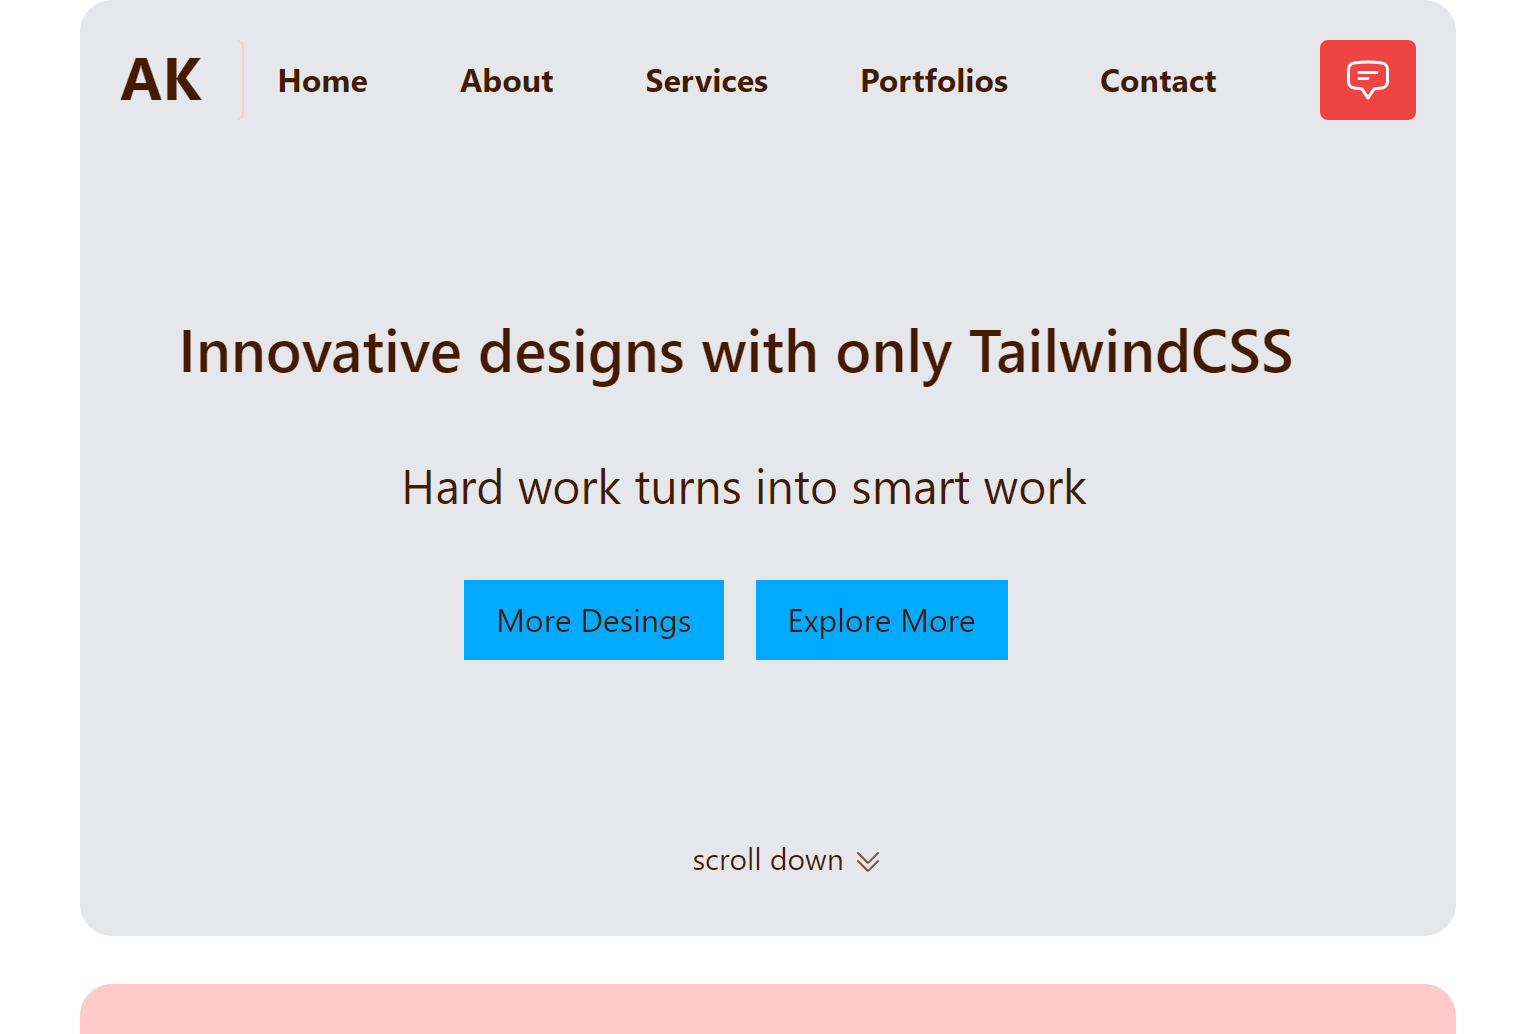 AK
Home About Services Portfolios Contact
Innovative designs with only TailwindCSS
Hard work turns into smart work
More Desings Explore More
scroll down